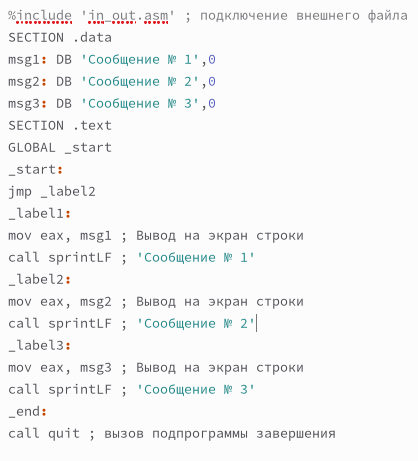 %include 'in_out.asm' ; подключение внешнего файла
SECTION .data
msg1: DB 'Сообщение № 1',0
msg2: DB 'Сообщение № 2',0
msg3: DB 'Сообщение № 3',0
SECTION .text
GLOBAL _start
_start:
jmp _label2
_label1:
mov eax, msg1 ; Вывод на экран строки
call sprintLF ; 'Сообщение № 1'
_label2:
mov eax, msg2 ; Вывод на экран строки
call sprintLF ; 'Сообщение № 2'
_label3:
mov eax, msg3 ; Вывод на экран строки
call sprintLF ; 'Сообщение № 3'
_end:
call quit ; вызов подпрограммы завершения